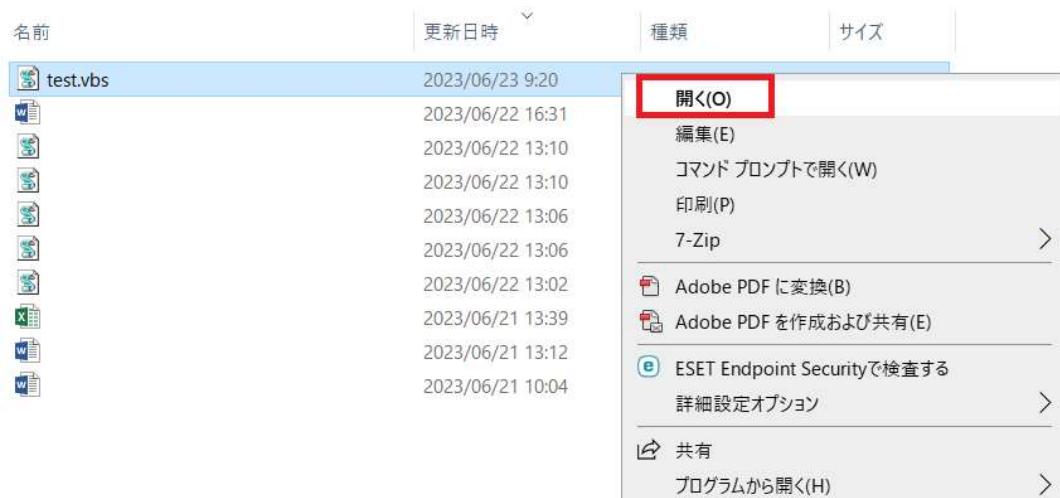 名前 更新日時 種類 サイズ
test.vbs 2023/06/23 9:20
2023/06/22 16:31
2023/06/22 13:10
2023/06/22 13:10
2023/06/22 13:06
2023/06/22 13:06
2023/06/22 13:02
2023/06/21 13:39
2023/06/21 13:12
2023/06/21 10:04
開く(O)
編集(E)
コマンド プロンプトで開く(W)
印刷(P)
7-Zip
Adobe PDF に変換(B)
Adobe PDF を作成および共有(E)
ESET Endpoint Securityで検査する
詳細設定オプション
共有
プログラムから開く(H)